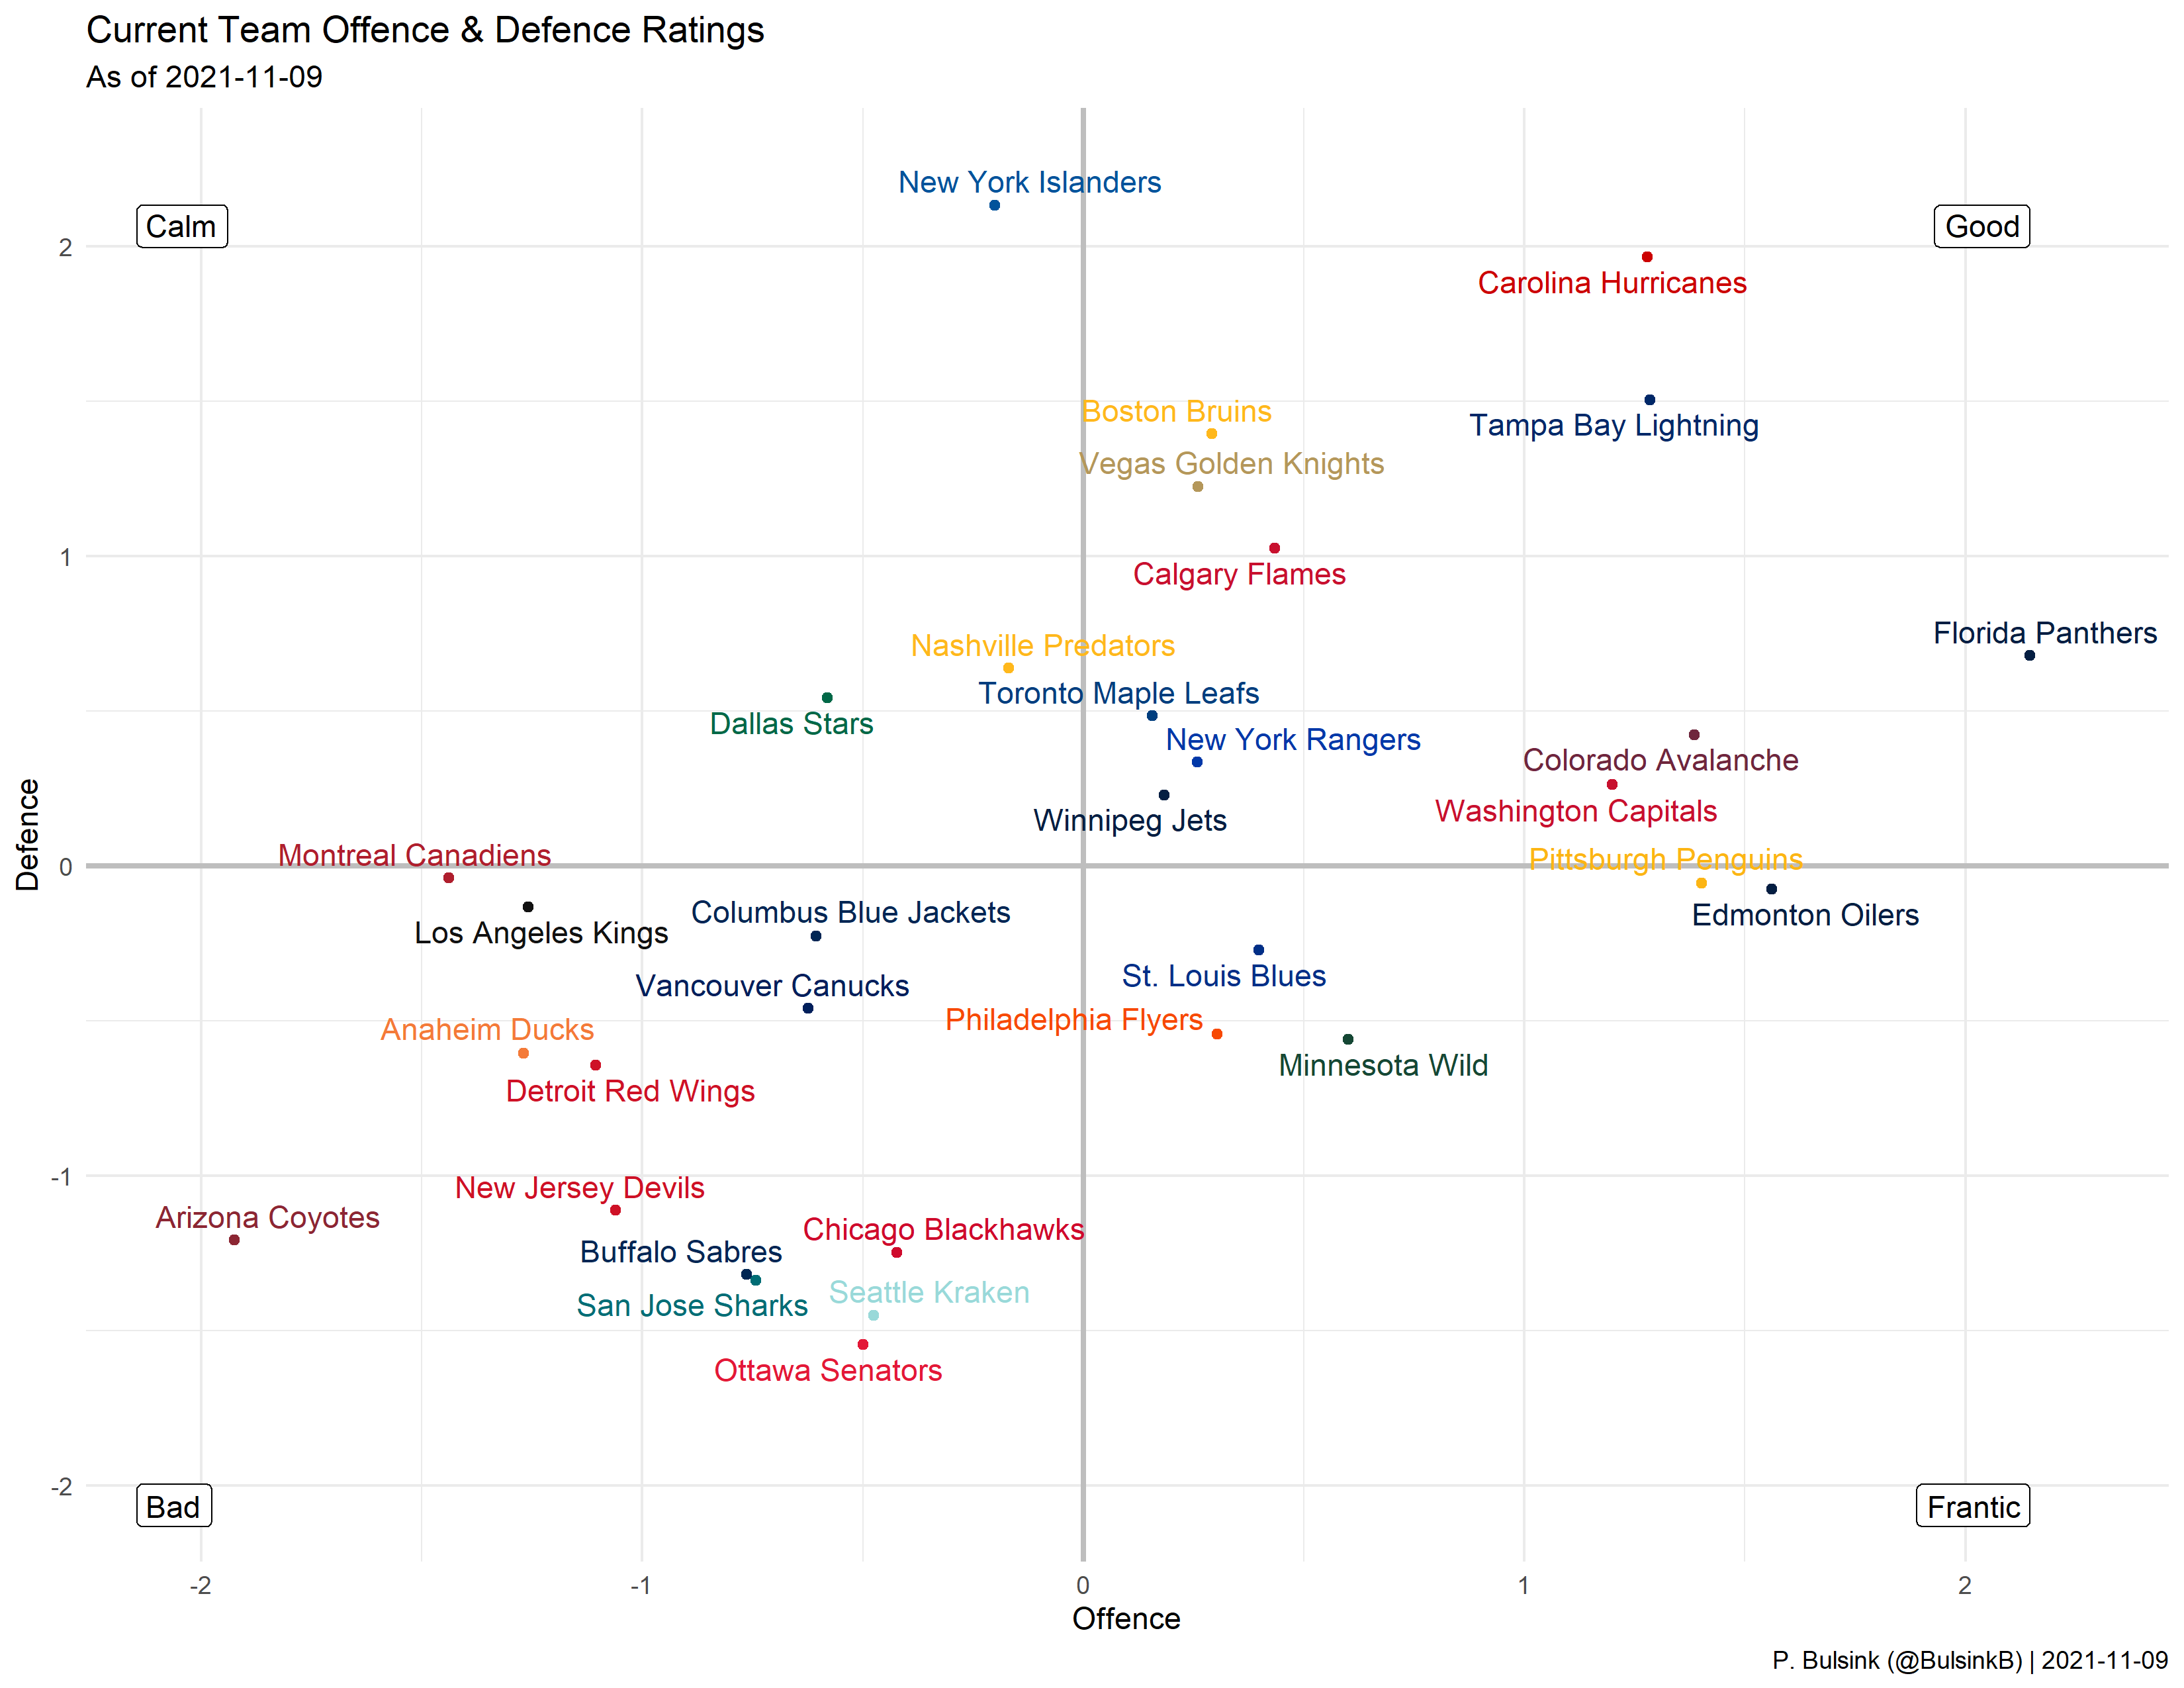 Current Team Offence & Defence Ratings
As of 2021-11-09
New York Islanders
Calm
Good
2
Carolina Hurricanes
Boston Bruins
Tampa Bay Lightning
Vegas Golden Knights
1
Calgary Flames
Florida Panthers
Nashville Predators
Toronto Maple Leafs
Dallas Stars
New York Rangers
Colorado Avalanche
Washington Capitals
Winnipeg Jets
Defence
Montreal Canadiens
0
Pittsburgh Penguins
Columbus Blue Jackets
Edmonton Oilers
Los Angeles Kings
St. Louis Blues
Vancouver Canucks
Philadelphia Flyers
Anaheim Ducks
Minnesota Wild
Detroit Red Wings
-1
New Jersey Devils
Arizona Coyotes
Chicago Blackhawks
Buffalo Sabres
Seattle Kraken
San Jose Sharks
Ottawa Senators
-2
Bad
Frantic
-2 -1 0 1 2
Offence
P. Bulsink (@BulsinkB) | 2021-11-09